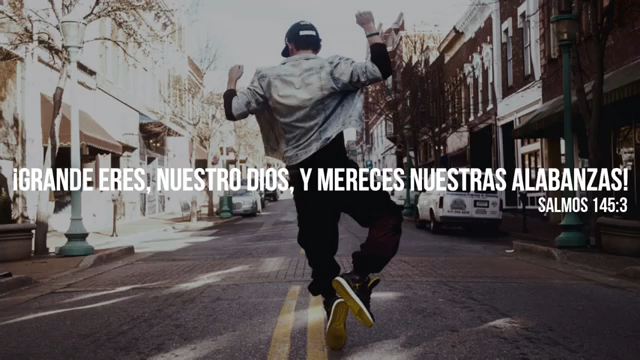 ¡GRANDE ERES, NUESTRO DIOS, Y MERECES NUESTRAS ALABANZAS!
SALMOS 145:3